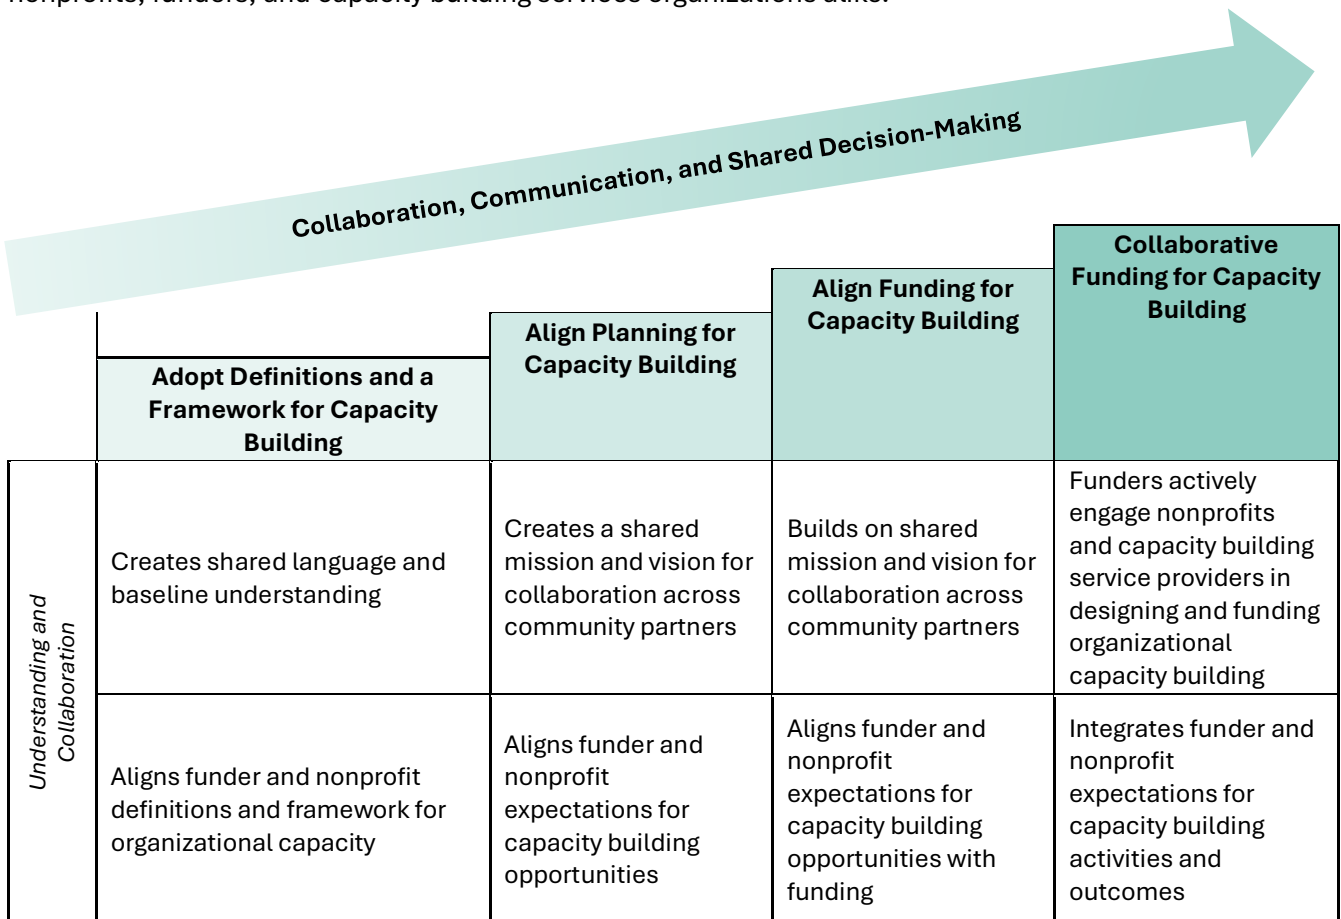 nonprofits, funders, and capacity building services organizations alike.
Collaboration, Communication, and Shared Decision-Making
Adopt Definitions and a
Framework for Capacity
Building
Align Planning for
Capacity Building
Align Funding for
Capacity Building
Collaborative
Funding for Capacity
Building
Understanding and
Collaboration
Creates shared language and
baseline understanding
Creates a shared
mission and vision for
collaboration across
community partners
Builds on shared
mission and vision for
collaboration across
community partners
Funders actively
engage nonprofits
and capacity building
service providers in
designing and funding
organizational
capacity building
Aligns funder and nonprofit
definitions and framework for
organizational capacity
Aligns funder and
nonprofit
expectations for
capacity building
opportunities
Aligns funder and
nonprofit
expectations for
capacity building
opportunities with
funding
Integrates funder and
nonprofit
expectations for
capacity building
activities and
outcomes